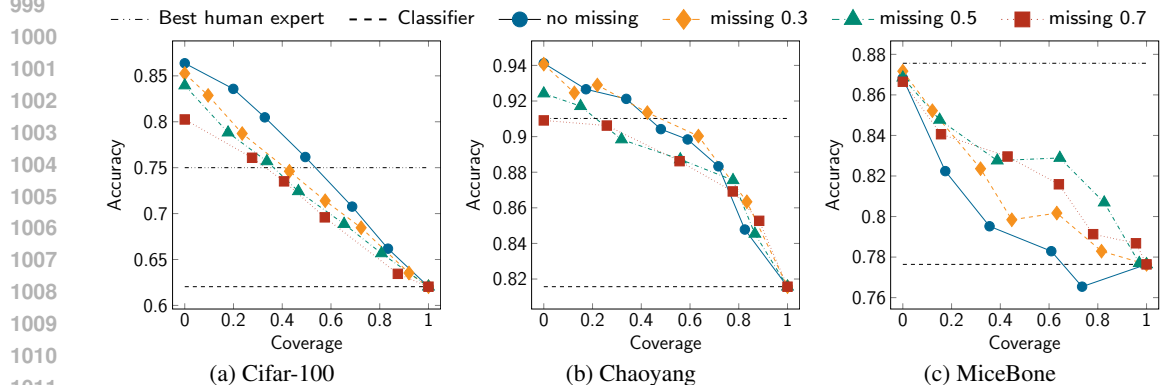 999
1000
1001
1002
1003
1004
1005
1006
1007
1008
1009
1010
Best human expert Classifier no missing missing 0.3 missing 0.5 missing 0.7
0.85
0.8
0.75
0.7
0.65
0.6
Accuracy
0 0.2 0.4 0.6 0.8 1
Coverage
(a) Cifar-100
0.94
0.92
0.9
0.88
0.86
0.84
0.82
Accuracy
0 0.2 0.4 0.6 0.8 1
Coverage
(b) Chaoyang
0.88
0.86
0.84
0.82
0.8
0.78
0.76
Accuracy
0 0.2 0.4 0.6 0.8 1
Coverage
(c) MiceBone